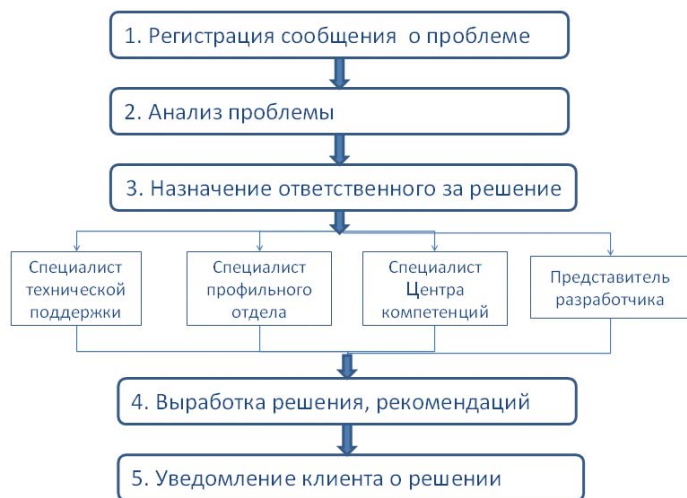 1. Регистрация сообщения о проблеме
2. Анализ проблемы
3. Назначение ответственного за решение
Специалист
технической
поддержки
Специалист
профильного
отдела
Специалист
Центра
компетенций
Представитель
разработчика
4. Выработка решения, рекомендаций
5. Уведомление клиента о решении